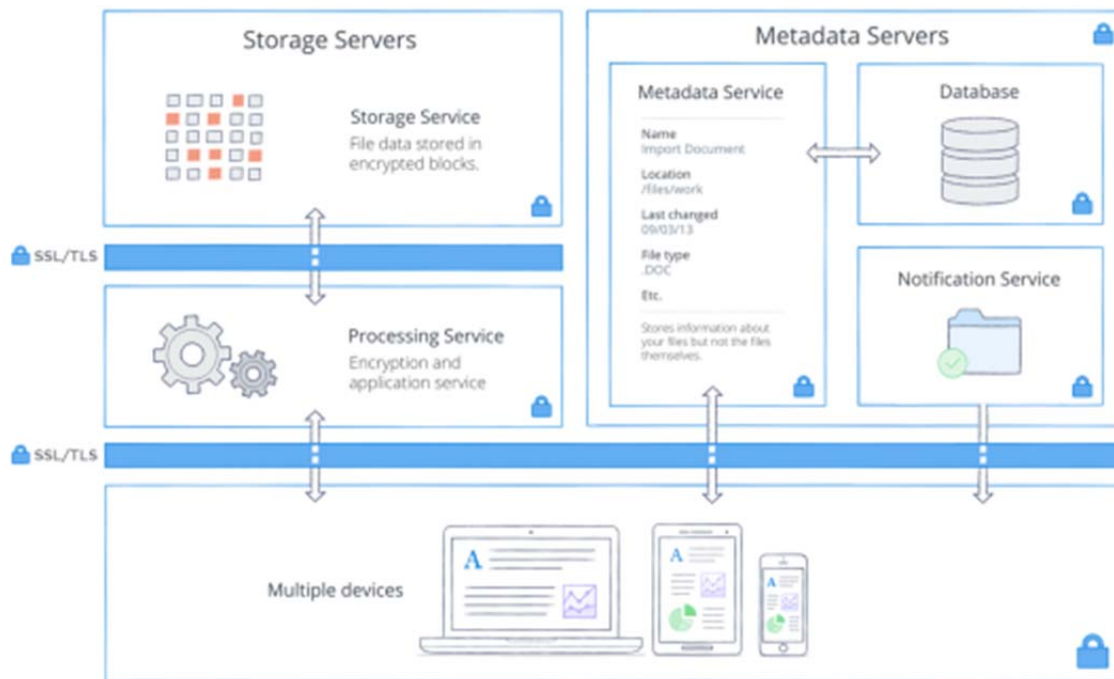 Storage Servers
Storage Service
File data stored in
encrypted blocks.
SSL/TLS
Processing Service
Encryption and
application service
SSL/TLS
Metadata Servers
Metadata Service
Name
Import Document
Location
/files/work
Last changed
09/03/13
File type
.DOC
Etc.
Stores information about
your files but not the files
themselves.
Database
Notification Service
Multiple devices
A
A
A